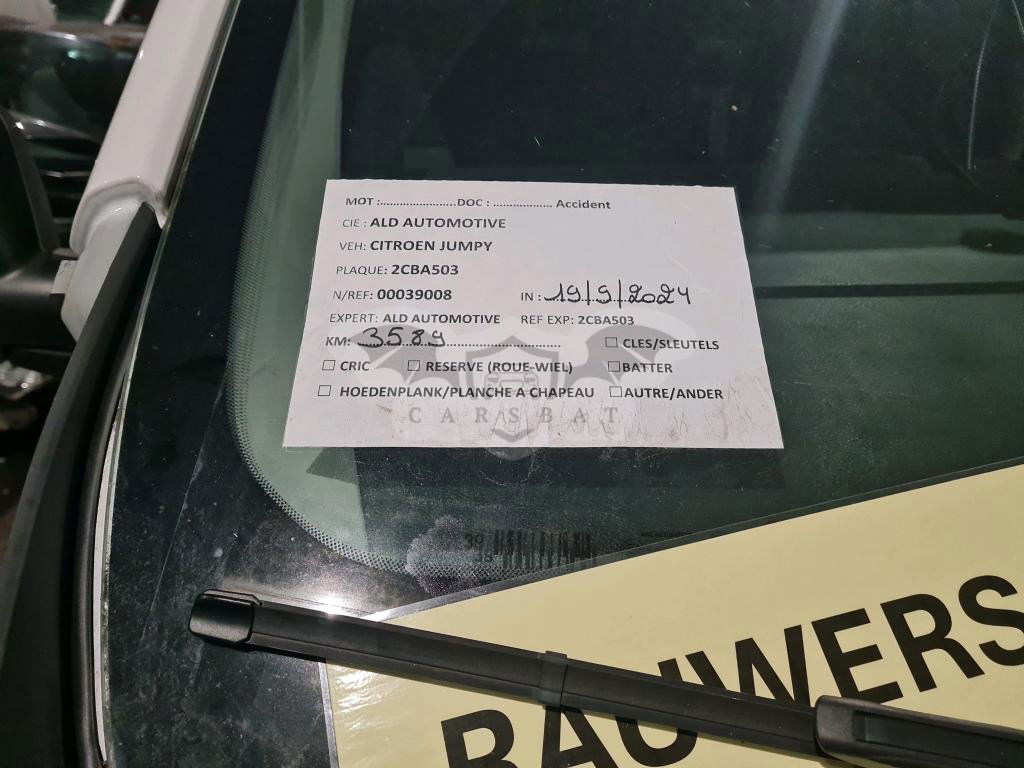 MOT :.......................DOC : .................. Accident
CIE : ALD AUTOMOTIVE
VEH: CITROEN JUMPY
PLAQUE: 2CBA503
N/REF: 00039008 IN : 19/9/2024
EXPERT: ALD AUTOMOTIVE REF EXP: 2CBA503
KM: 3589 ☐ CLES/SLEUTELS
☐ CRIC ☐ RESERVE (ROUE-WIEL) ☐BATTER
☐ HOEDENPLANK/PLANCHE A CHAPEAU ☐AUTRE/ANDER
CARSBAT
39